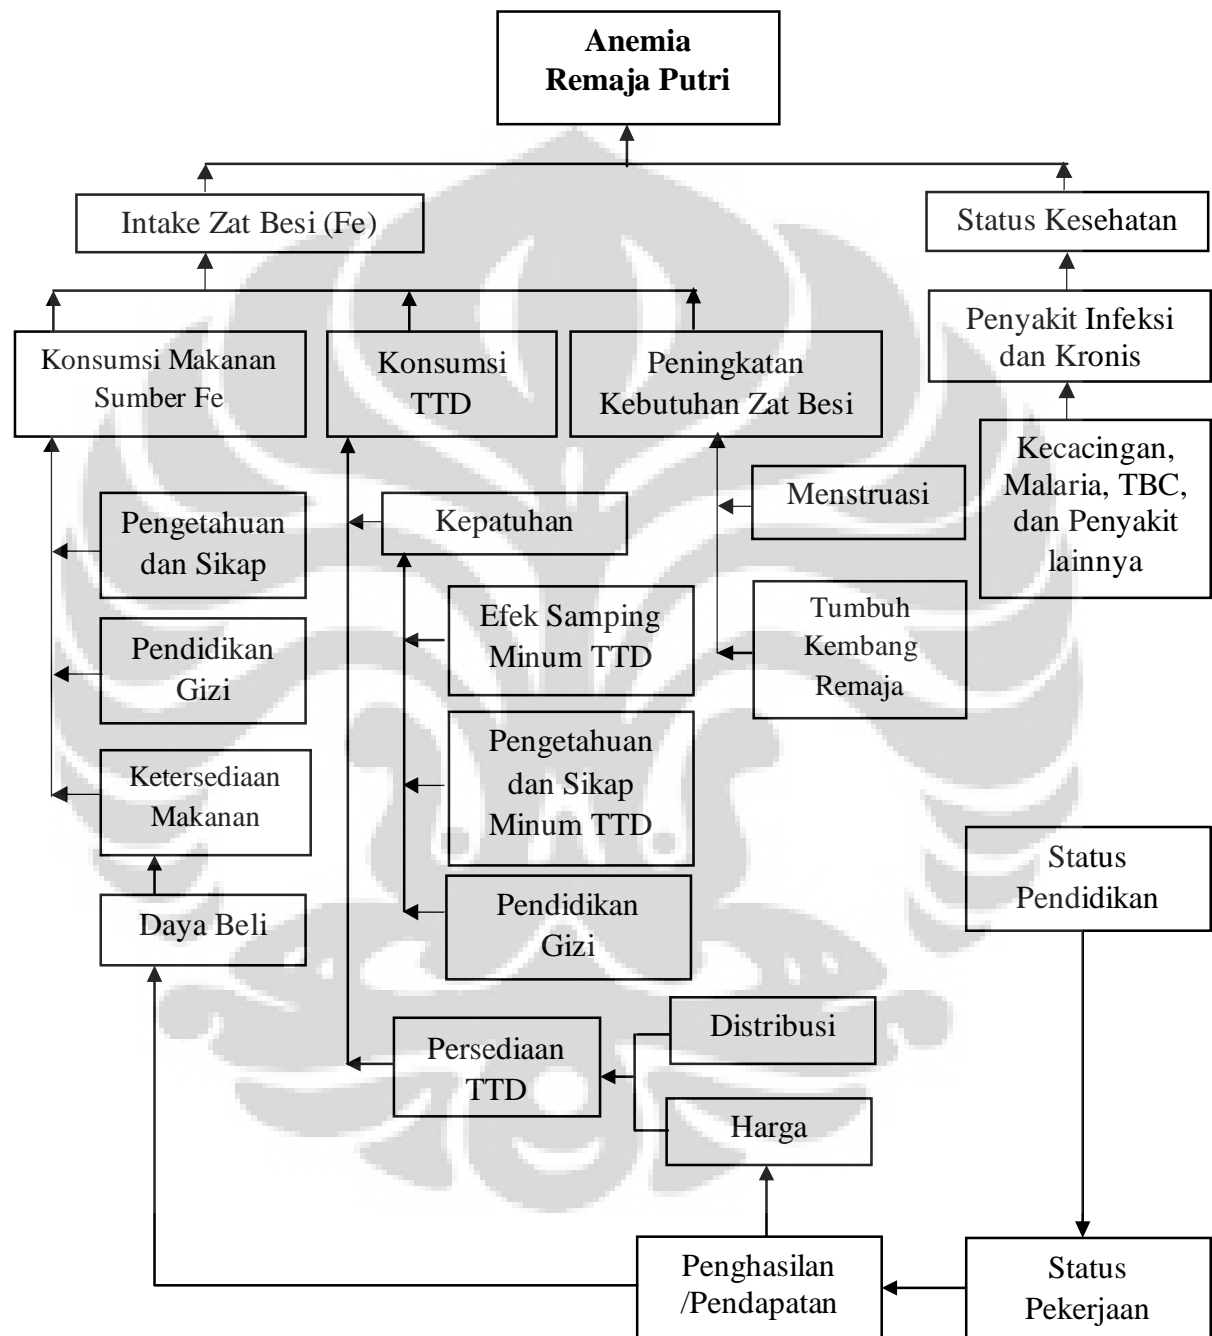 Anemia
Remaja Putri
Intake Zat Besi (Fe)
Status Kesehatan
Konsumsi Makanan
Sumber Fe
Konsumsi
TTD
Peningkatan
Kebutuhan Zat Besi
Penyakit Infeksi
dan Kronis
Kecacingan,
Malaria, TBC,
dan Penyakit
lainnya
Pengetahuan
dan Sikap
Kepatuhan
Menstruasi
Pendidikan
Gizi
Efek Samping
Minum TTD
Tumbuh
Kembang
Remaja
Ketersediaan
Makanan
Pengetahuan
dan Sikap
Minum TTD
Status
Pendidikan
Daya Beli
Pendidikan
Gizi
Persediaan
TTD
Distribusi
Harga
Penghasilan
/Pendapatan
Status
Pekerjaan